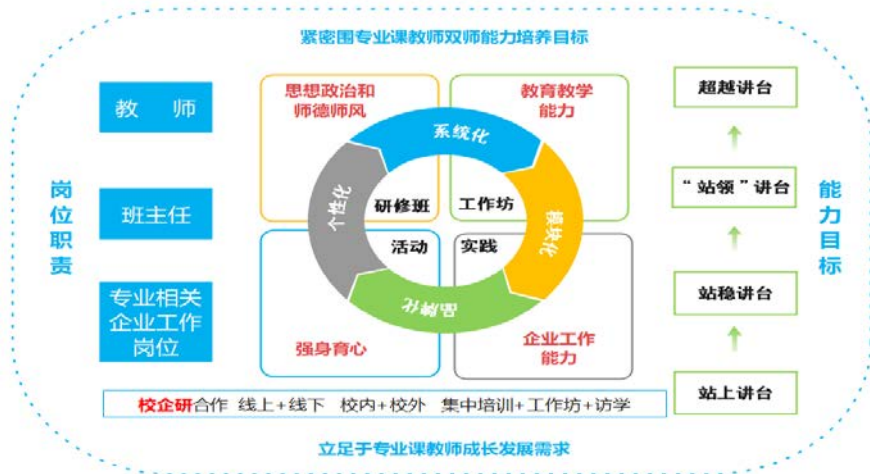 紧密围专业课教师双师能力培养目标
岗位职责
教 师
班主任
专业相关
企业工作
岗位
思想政治和
师德师风
教育教学
能力
系统化
个性化
模块化
品牌化
研修班
工作坊
活动
实践
强身育心
企业工作
能力
超越讲台
“站领”讲台
站稳讲台
站上讲台
能力目标
校企研合作 线上+线下 校内+校外 集中培训+工作坊+访学
立足于专业课教师成长发展需求